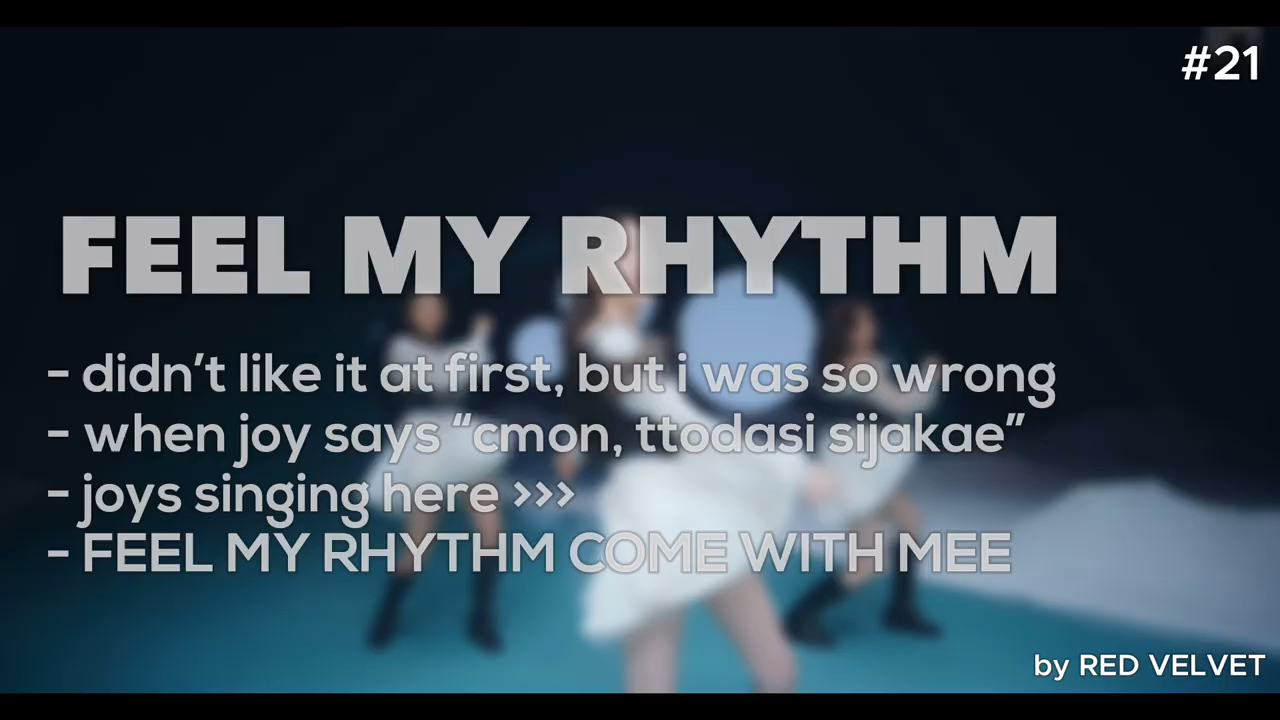 #21
FEEL MY RHYTHM
- didn’t like it at first, but i was so wrong
- when joy says “cmon, ttodasi sijakae”
- joys singing here >>>
- FEEL MY RHYTHM COME WITH MEE
by RED VELVET